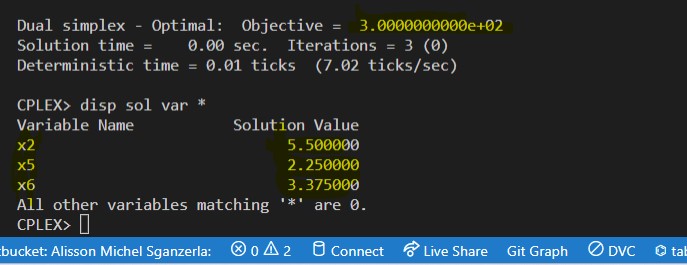 Dual simplex - Optimal:  Objective =  3.0000000000e+02
Solution time =    0.00 sec.  Iterations = 3 (0)
Deterministic time = 0.01 ticks  (7.02 ticks/sec)
CPLEX> disp sol var *
Variable Name           Solution Value
x2                            5.500000
x5                            2.250000
x6                            3.375000
All other variables matching '*' are 0.
CPLEX>
bucket: Alisson Michel Sganzerla: 0 2 Connect Live Share Git Graph DVC